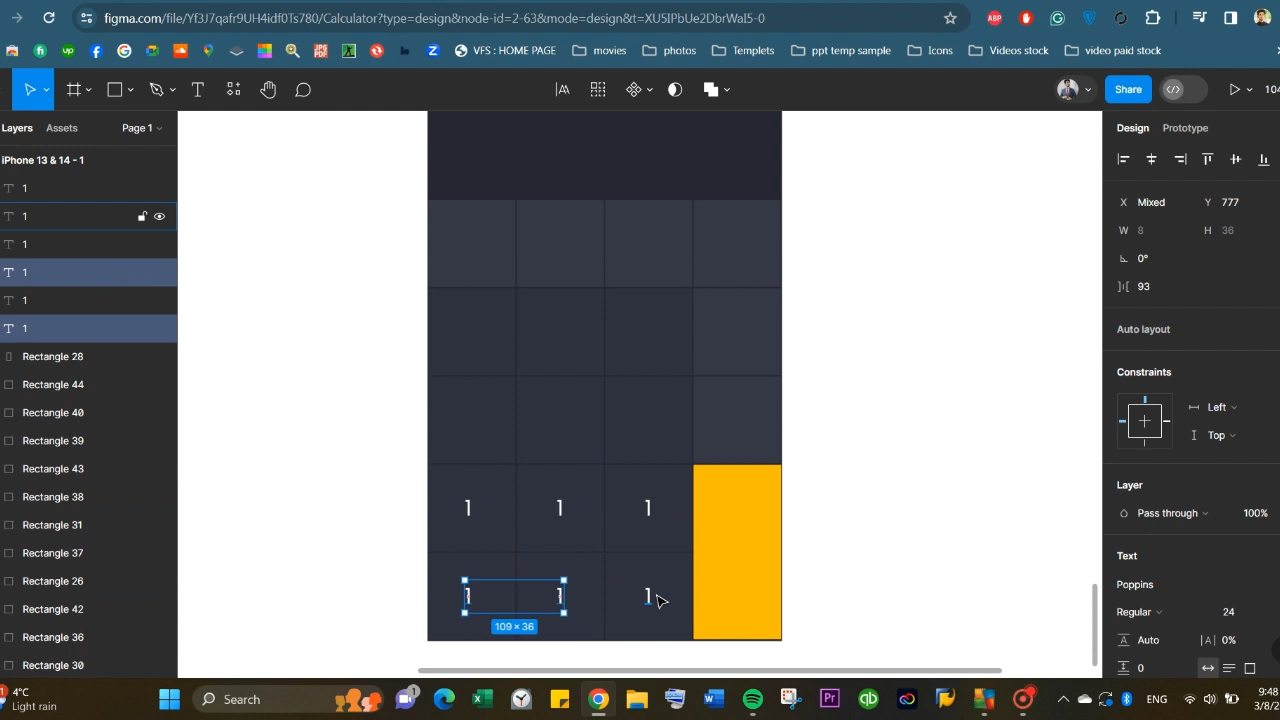 figma.com/file/Yf3J7qafr9UH4idf0Ts780/Calculator?type=design&node-id=2-63&mode=design&t=XU5IPbUe2DbrWaI5-0
VFS : HOME PAGE movies photos Templets ppt temp sample Icons Videos stock video paid stock
Share 104
Layers Assets Page 1
iPhone 13 & 14 - 1
1
1
1
1
1
1
Rectangle 28
Rectangle 44
Rectangle 40
Rectangle 39
Rectangle 43
Rectangle 38
Rectangle 31
Rectangle 37
Rectangle 26
Rectangle 42
Rectangle 36
Rectangle 30
1 1 1
1 1 1
109 × 36
Design Prototype
X Mixed Y 777
W 8 H 36
0°
93
Auto layout
Constraints
Left
Top
Layer
Pass through 100%
Text
Poppins
Regular 24
Auto |A| 0%
0
4°C
Light rain
Search
ENG
9:48
3/8/2